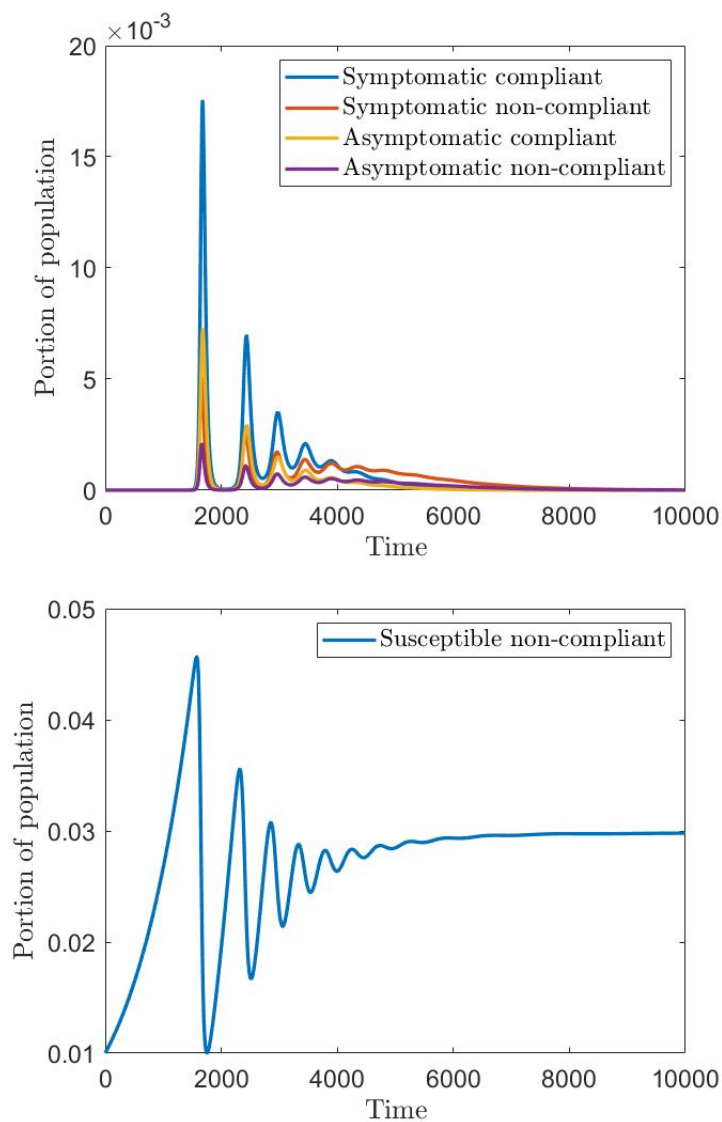 ×10⁻³
20
Symptomatic compliant
Symptomatic non-compliant
Asymptomatic compliant
Asymptomatic non-compliant
15
10
5
0
Portion of population
0 2000 4000 6000 8000 10000
Time
0.05
Susceptible non-compliant
0.04
0.03
0.02
0.01
Portion of population
0 2000 4000 6000 8000 10000
Time